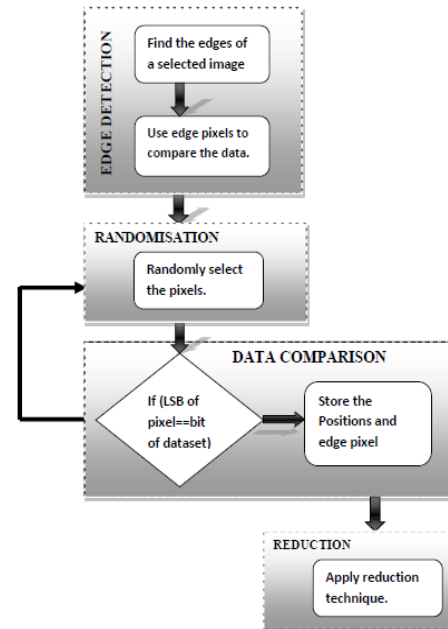 EDGE DETECTION
Find the edges of
a selected image
Use edge pixels to
compare the data.
RANDOMISATION
Randomly select
the pixels.
DATA COMPARISON
If (LSB of
pixel==bit
of dataset)
Store the
Positions and
edge pixel
REDUCTION
Apply reduction
technique.